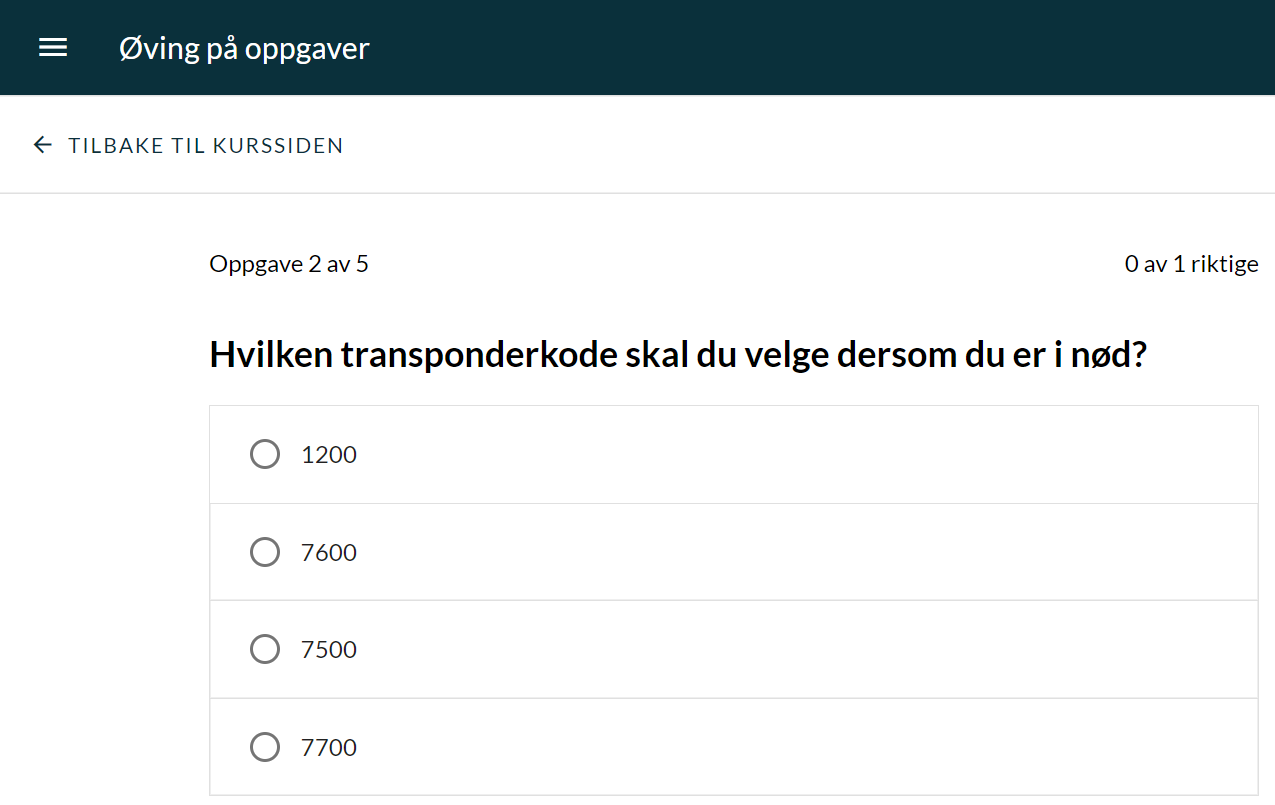 Øving på oppgaver
TILBAKE TIL KURSSIDEN
Oppgave 2 av 5
0 av 1 riktige
Hvilken transponderkode skal du velge dersom du er i nød?
1200
7600
7500
7700